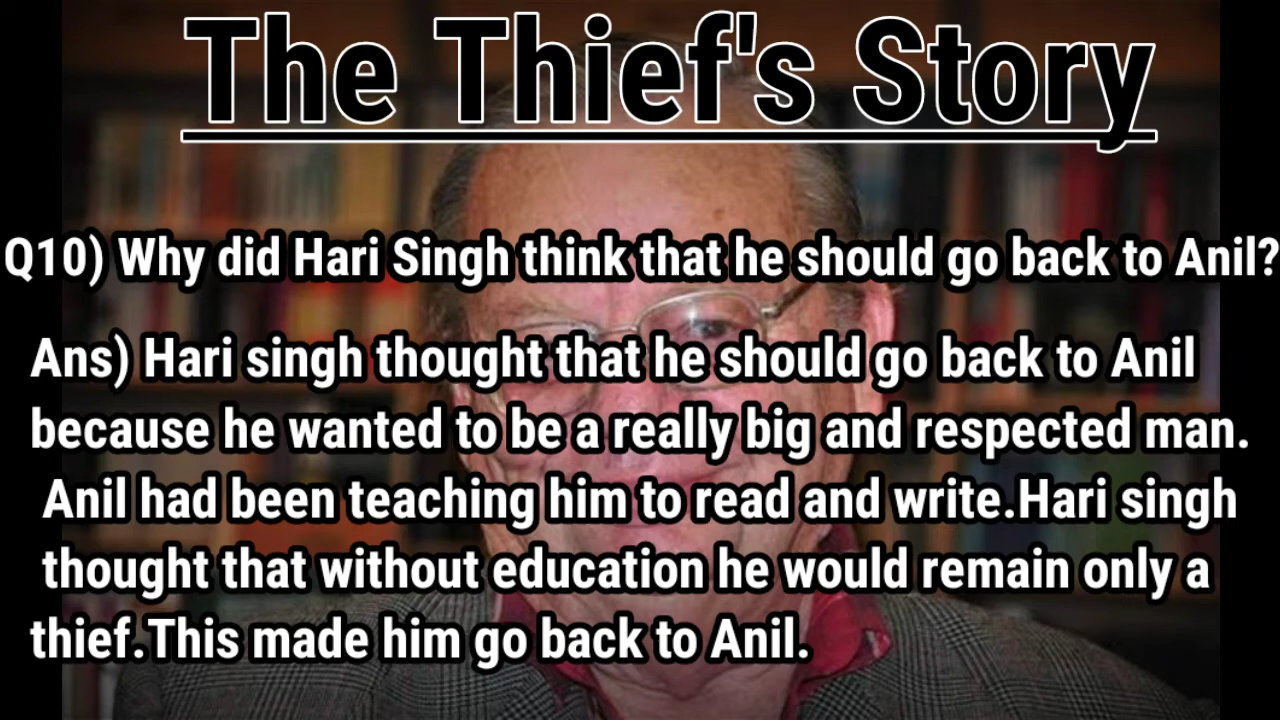 The Thief's Story
Q10) Why did Hari Singh think that he should go back to Anil?
Ans) Hari singh thought that he should go back to Anil
because he wanted to be a really big and respected man.
Anil had been teaching him to read and write.Hari singh
thought that without education he would remain only a
thief.This made him go back to Anil.